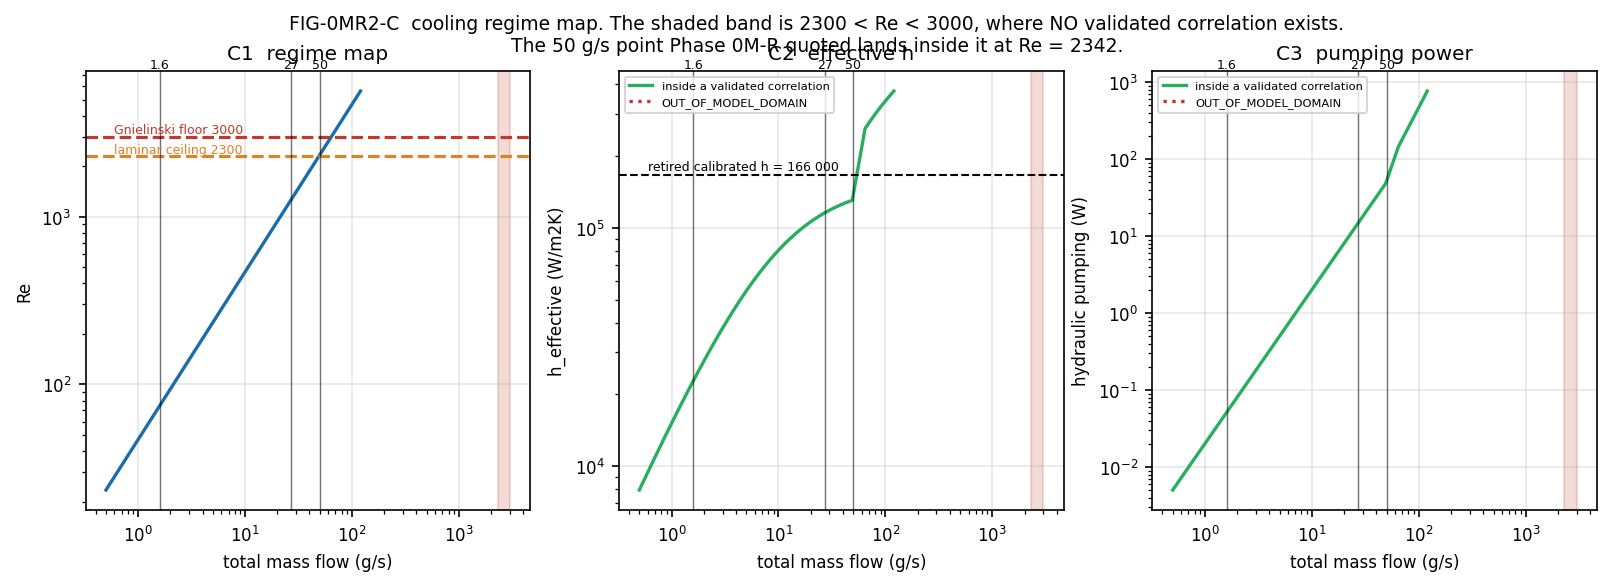 FIG-0MR2-C  cooling regime map. The shaded band is 2300 < Re < 3000, where NO validated correlation exists.
The 50 g/s point Phase 0M-R quoted lands inside it at Re = 2342.
C1  regime map
1.6
27
50
Gnielinski floor 3000
laminar ceiling 2300
10³
10²
Re
10⁰
10¹
10²
10³
total mass flow (g/s)
C2  effective h
1.6
27
50
inside a validated correlation
OUT_OF_MODEL_DOMAIN
retired calibrated h = 166 000
10⁵
10⁴
h_effective (W/m2K)
10⁰
10¹
10²
10³
total mass flow (g/s)
C3  pumping power
1.6
27
50
inside a validated correlation
OUT_OF_MODEL_DOMAIN
10³
10²
10¹
10⁰
10⁻¹
10⁻²
hydraulic pumping (W)
10⁰
10¹
10²
10³
total mass flow (g/s)